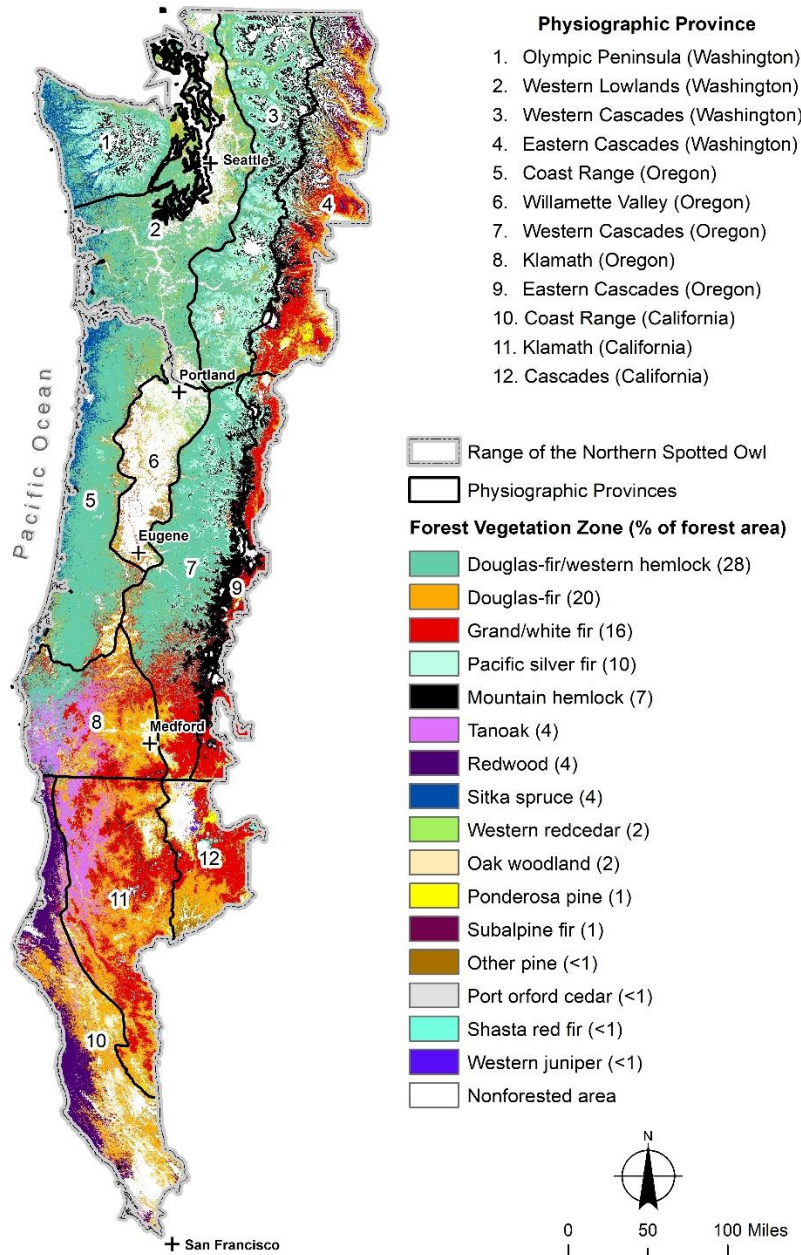 Physiographic Province
1. Olympic Peninsula (Washington)
2. Western Lowlands (Washington)
3. Western Cascades (Washington)
4. Eastern Cascades (Washington)
5. Coast Range (Oregon)
6. Willamette Valley (Oregon)
7. Western Cascades (Oregon)
8. Klamath (Oregon)
9. Eastern Cascades (Oregon)
10. Coast Range (California)
11. Klamath (California)
12. Cascades (California)
Range of the Northern Spotted Owl
Physiographic Provinces
Forest Vegetation Zone (% of forest area)
Douglas-fir/western hemlock (28)
Douglas-fir (20)
Grand/white fir (16)
Pacific silver fir (10)
Mountain hemlock (7)
Tanoak (4)
Redwood (4)
Sitka spruce (4)
Western redcedar (2)
Oak woodland (2)
Ponderosa pine (1)
Subalpine fir (1)
Other pine (<1)
Port orford cedar (<1)
Shasta red fir (<1)
Western juniper (<1)
Nonforested area
N
0 50 100 Miles
3
1
Seattle
4
2
Portland
Pacific Ocean
6
5
Eugene
7
9
8
Medford
12
11
10
San Francisco